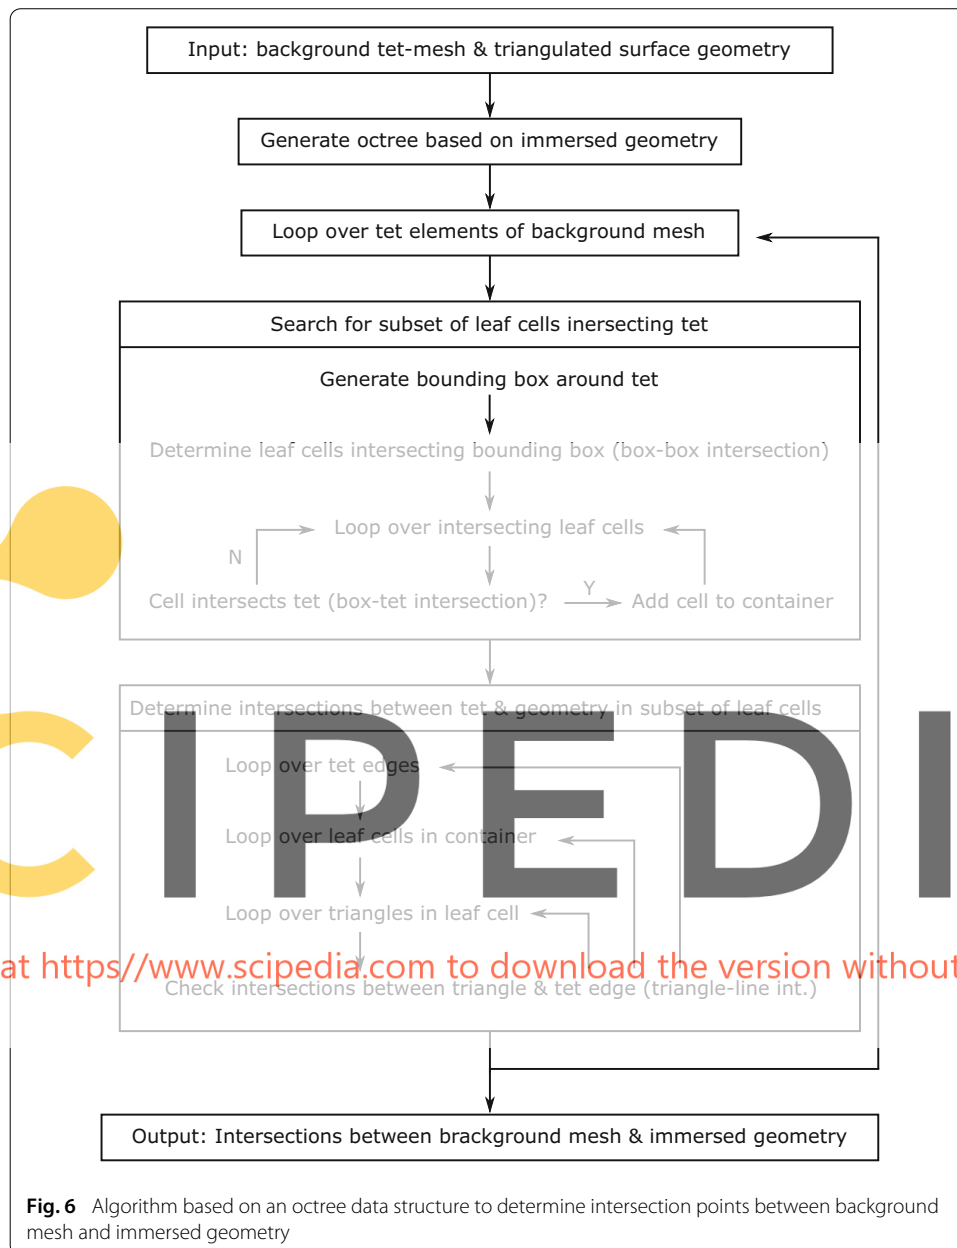 Input: background tet-mesh & triangulated surface geometry
Generate octree based on immersed geometry
Loop over tet elements of background mesh
Search for subset of leaf cells inersecting tet
Generate bounding box around tet
Determine leaf cells intersecting bounding box (box-box intersection)
Loop over intersecting leaf cells
N
Y
Cell intersects tet (box-tet intersection)?
Add cell to container
Determine intersections between tet & geometry in subset of leaf cells
CIPEDI
Loop over tet edges
Loop over leaf cells in container
Loop over triangles in leaf cell
at https//www.scipedia.com to download the version without
Check intersections between triangle & tet edge (triangle-line int.)
Output: Intersections between brackground mesh & immersed geometry
Fig. 6 Algorithm based on an octree data structure to determine intersection points between background
mesh and immersed geometry